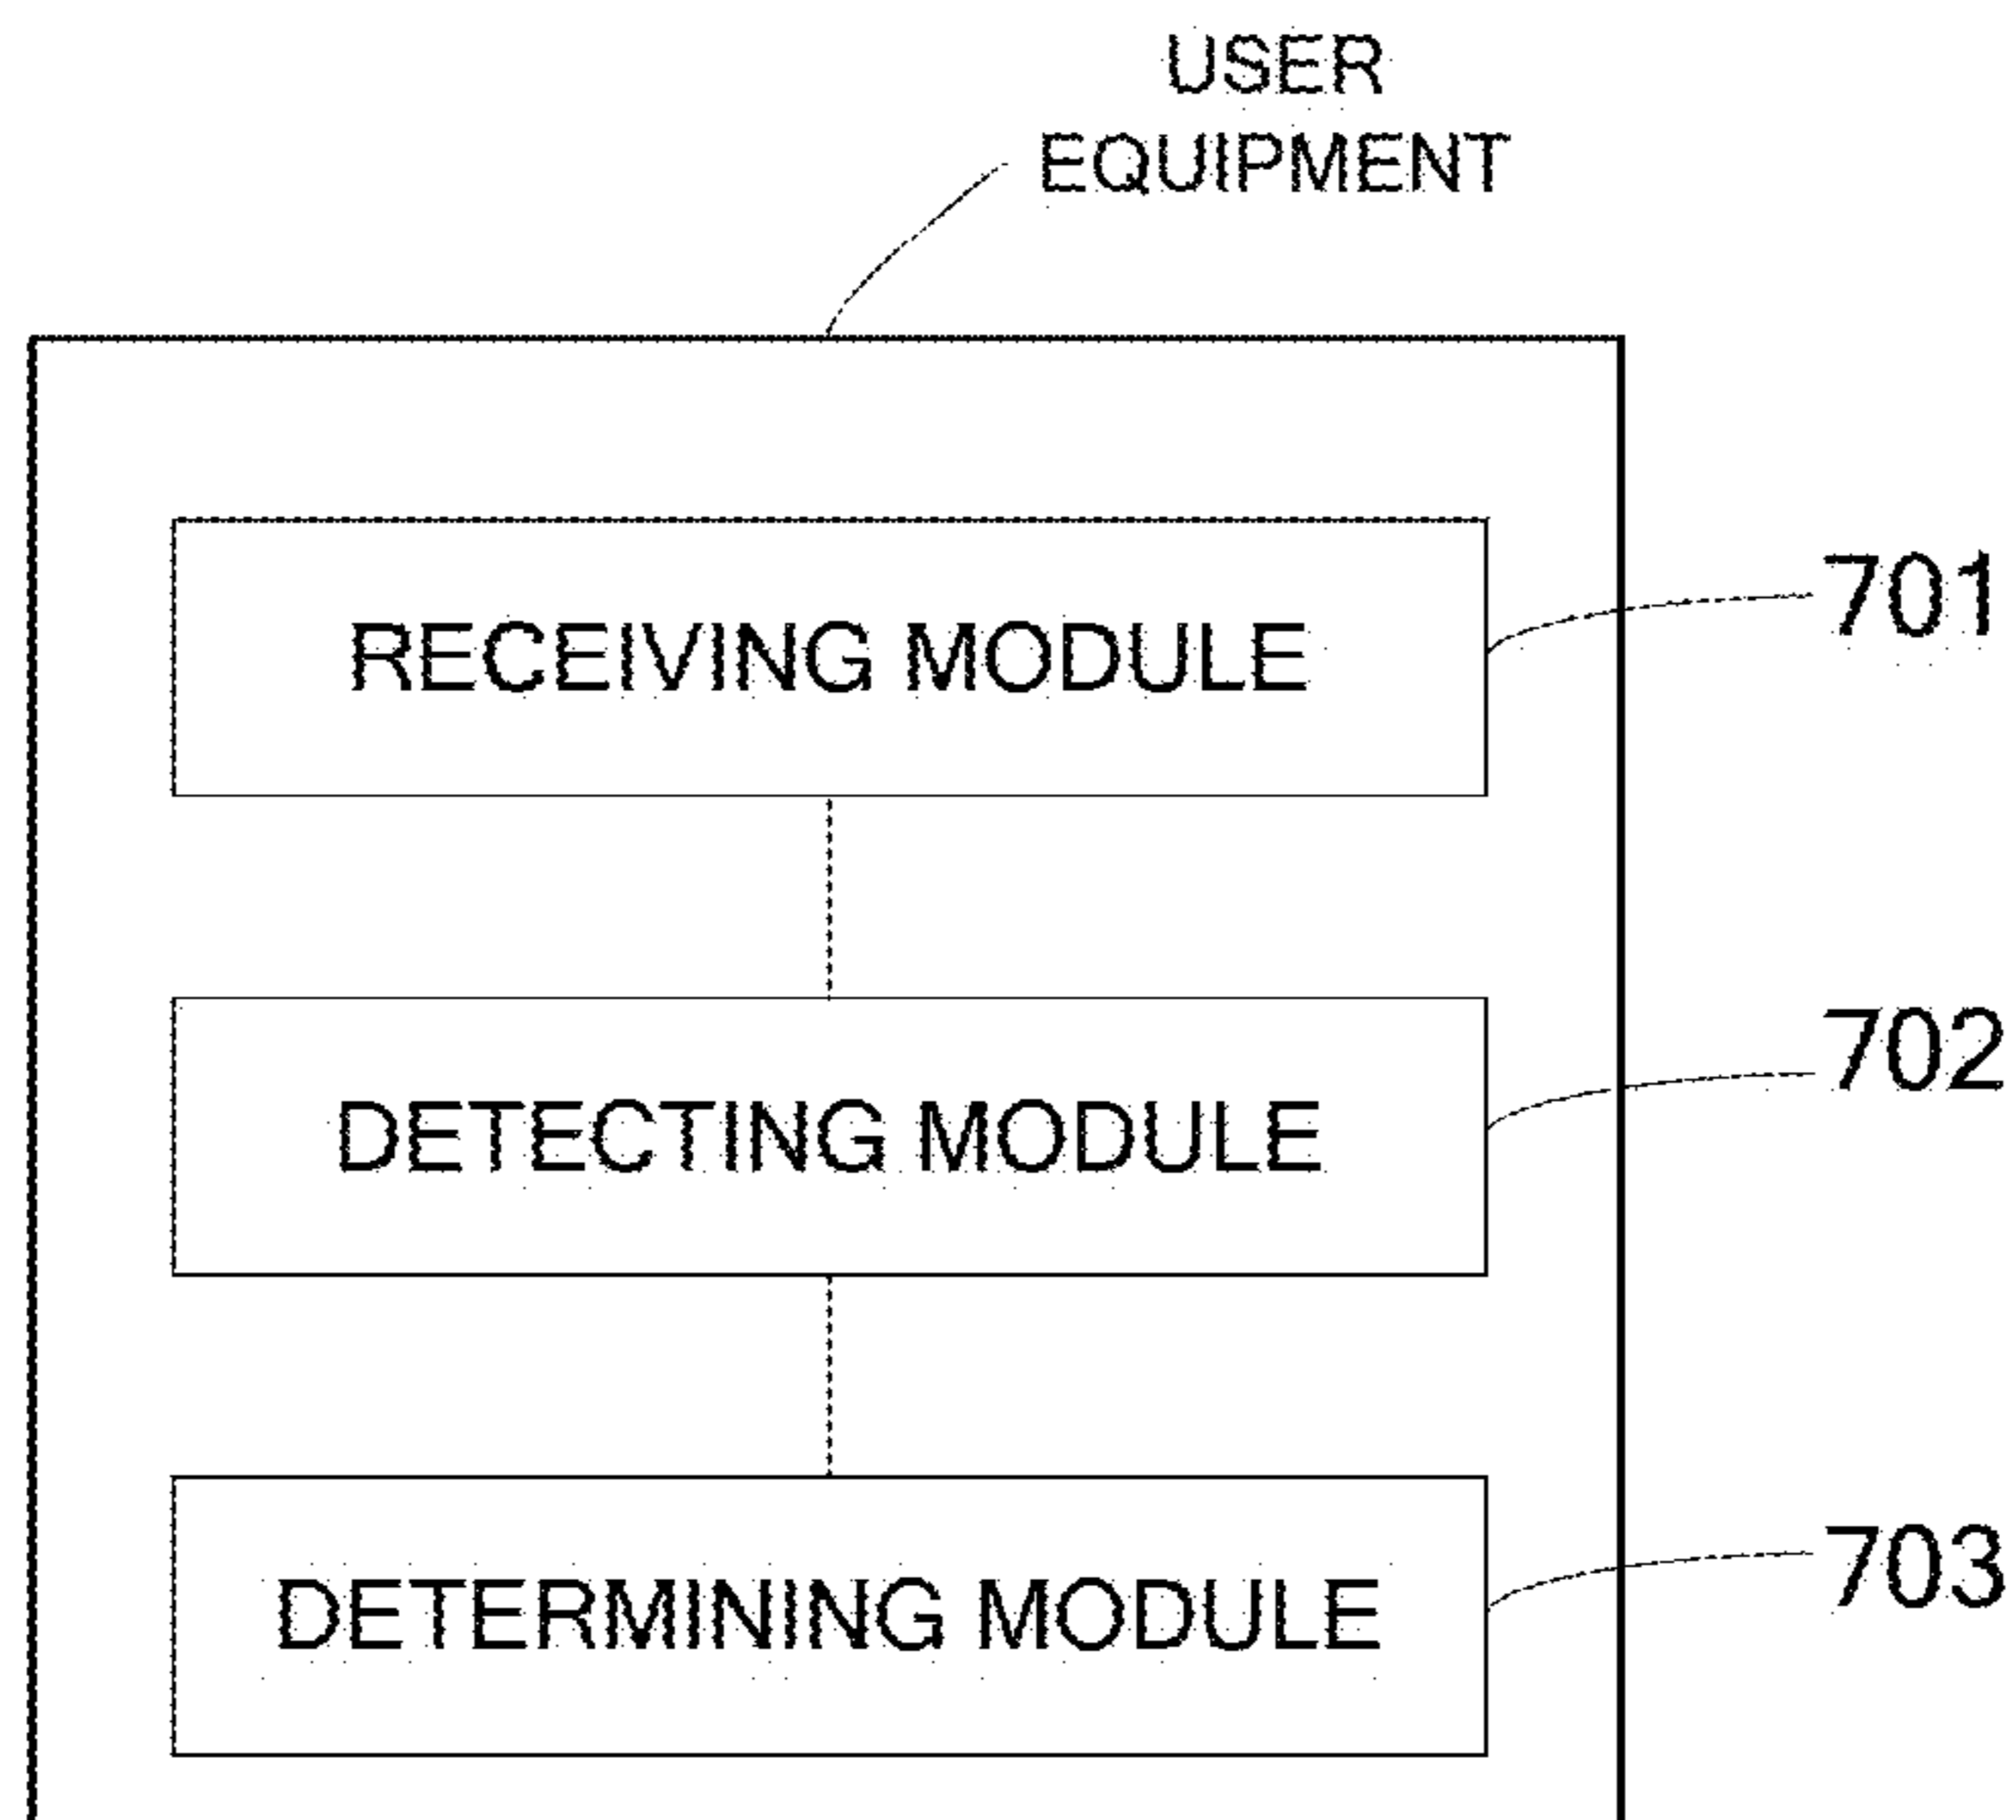 USER
EQUIPMENT
RECEIVING MODULE
701
DETECTING MODULE
702
DETERMINING MODULE
703